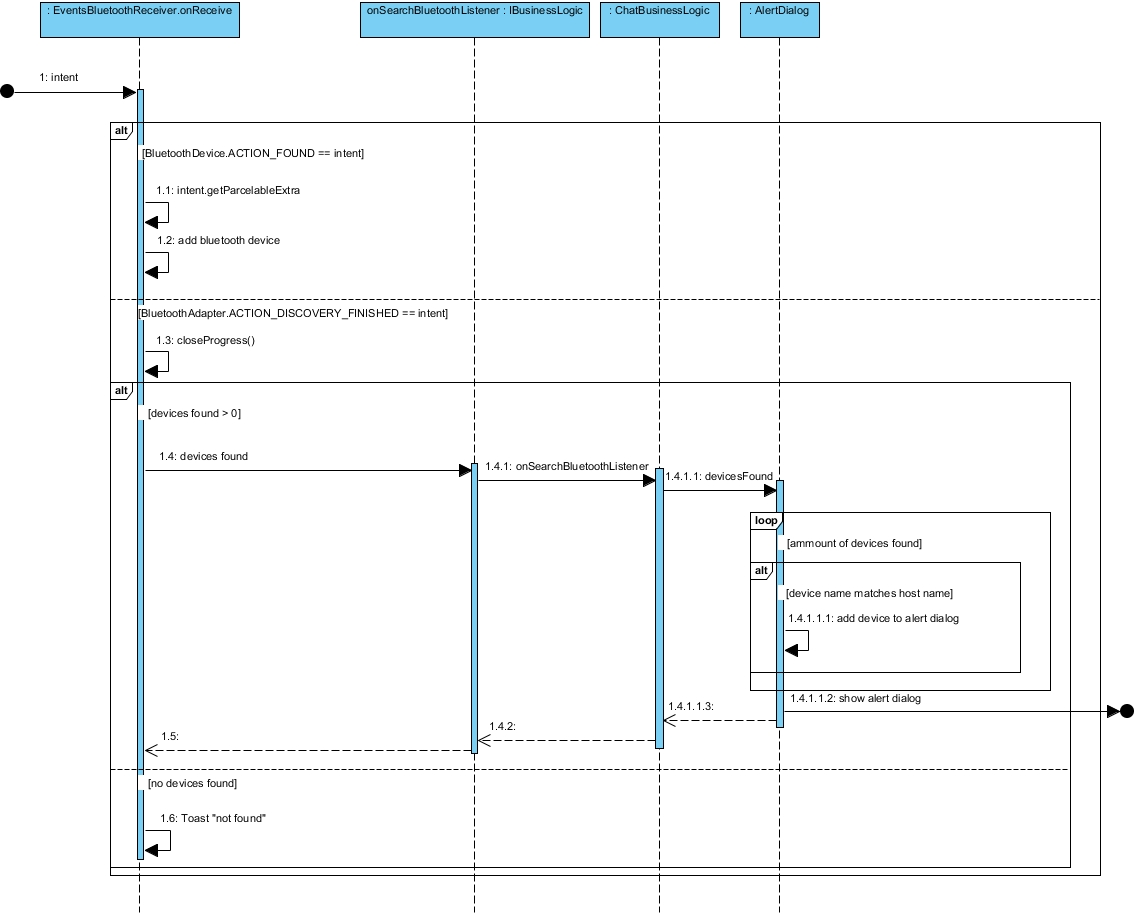 : EventsBluetoothReceiver.onReceive
onSearchBluetoothListener : IBusinessLogic
: ChatBusinessLogic
: AlertDialog
1: intent
alt
[BluetoothDevice.ACTION_FOUND == intent]
1.1: intent.getParcelableExtra
1.2: add bluetooth device
[BluetoothAdapter.ACTION_DISCOVERY_FINISHED == intent]
1.3: closeProgress()
alt
[devices found > 0]
1.4: devices found
1.4.1: onSearchBluetoothListener
1.4.1.1: devicesFound
loop
[ammount of devices found]
alt
[device name matches host name]
1.4.1.1.1: add device to alert dialog
1.4.1.1.2: show alert dialog
1.4.1.1.3:
1.4.2:
1.5:
[no devices found]
1.6: Toast "not found"